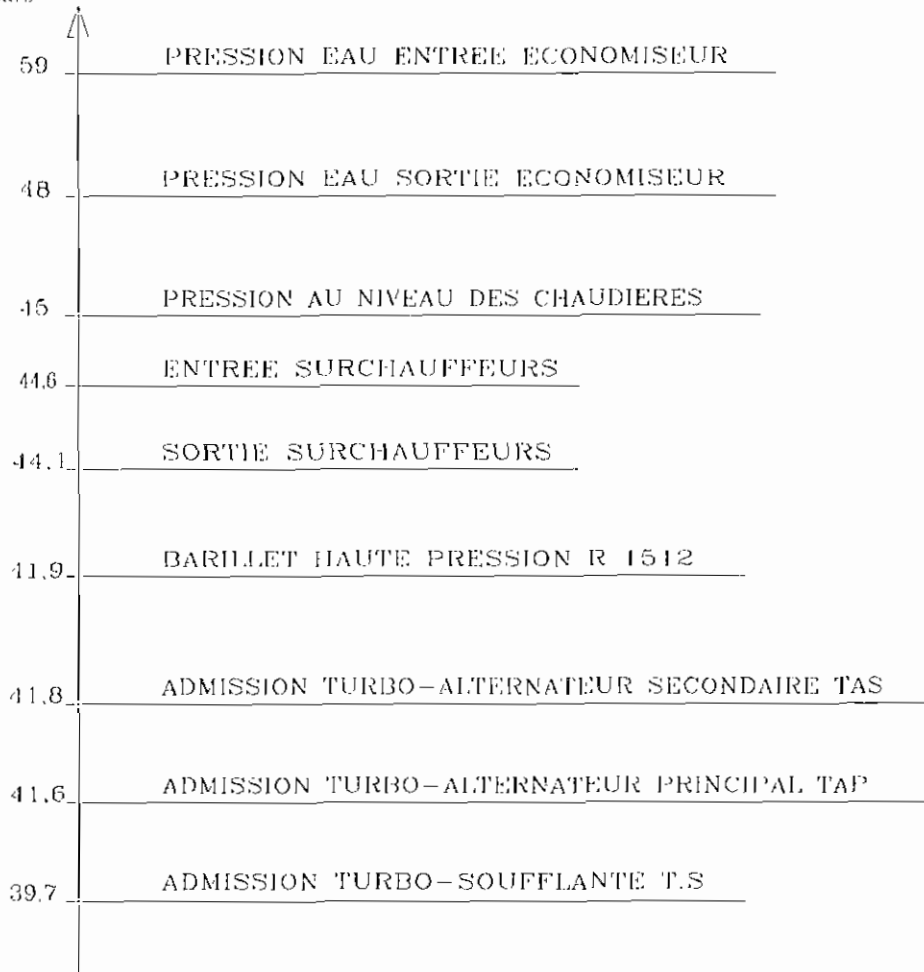 59 PRESSION EAU ENTREE ECONOMISEUR
48 PRESSION EAU SORTIE ECONOMISEUR
45 PRESSION AU NIVEAU DES CHAUDIERES
44.6 ENTREE SURCHAUFFEURS
44.1 SORTIE SURCHAUFFEURS
41.9 BARILLET HAUTE PRESSION R 1512
41.8 ADMISSION TURBO-ALTERNATEUR SECONDAIRE TAS
41.6 ADMISSION TURBO-ALTERNATEUR PRINCIPAL TAP
39.7 ADMISSION TURBO-SOUFFLANTE T.S